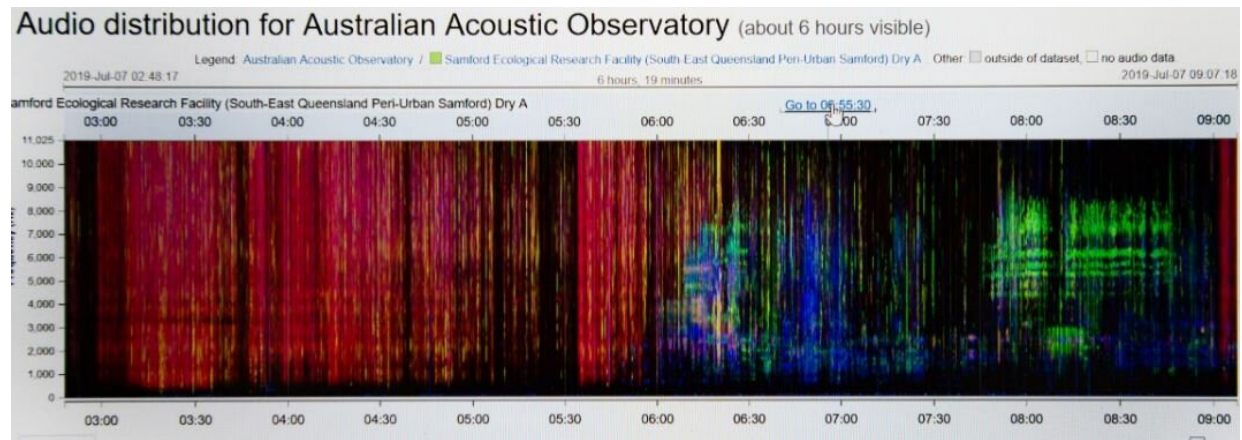 Audio distribution for Australian Acoustic Observatory (about 6 hours visible)
Legend Australian Acoustic Observatory / Samford Ecological Research Facility (South-East Queensland Peri-Urban Samford) Dry A Other: outside of dataset, no audio data.
2019-Jul-07 02:48:17 6 hours, 19 minutes 2019-Jul-07 09:07:18
amford Ecological Research Facility (South-East Queensland Peri-Urban Samford) Dry A Go to 06:55:30
03:00 03:30 04:00 04:30 05:00 05:30 06:00 06:30 07:30 08:00 08:30 09:00
11,025
10,000
9,000
8,000
7,000
6,000
5,000
4,000
3,000
2,000
1,000
0
03:00 03:30 04:00 04:30 05:00 05:30 06:00 06:30 07:00 07:30 08:00 08:30 09:00